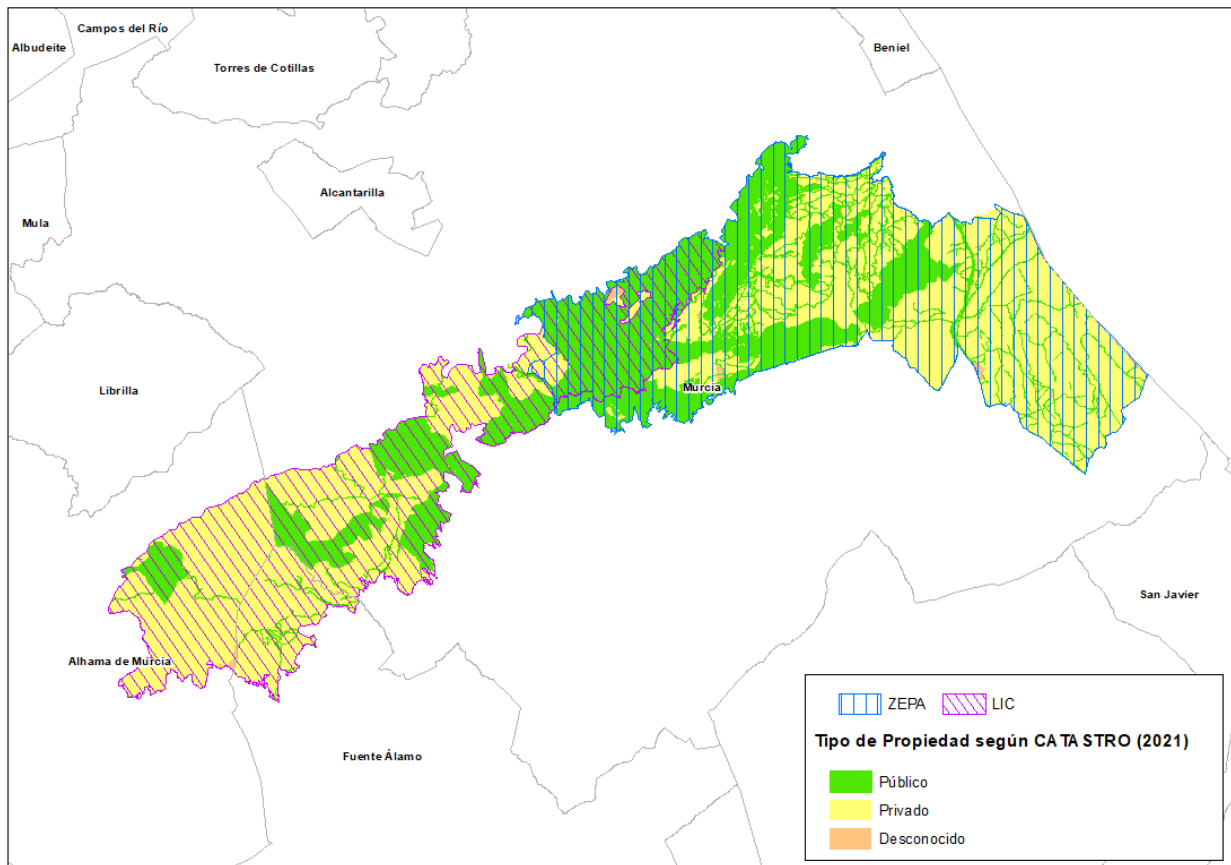 Campos del Río
Albudeite
Beniel
Torres de Cotillas
Alcantarilla
Mula
Librilla
Murcia
San Javier
Alhama de Murcia
Fuente Álamo
ZEPA
LIC
Tipo de Propiedad según CATASTRO (2021)
Público
Privado
Desconocido